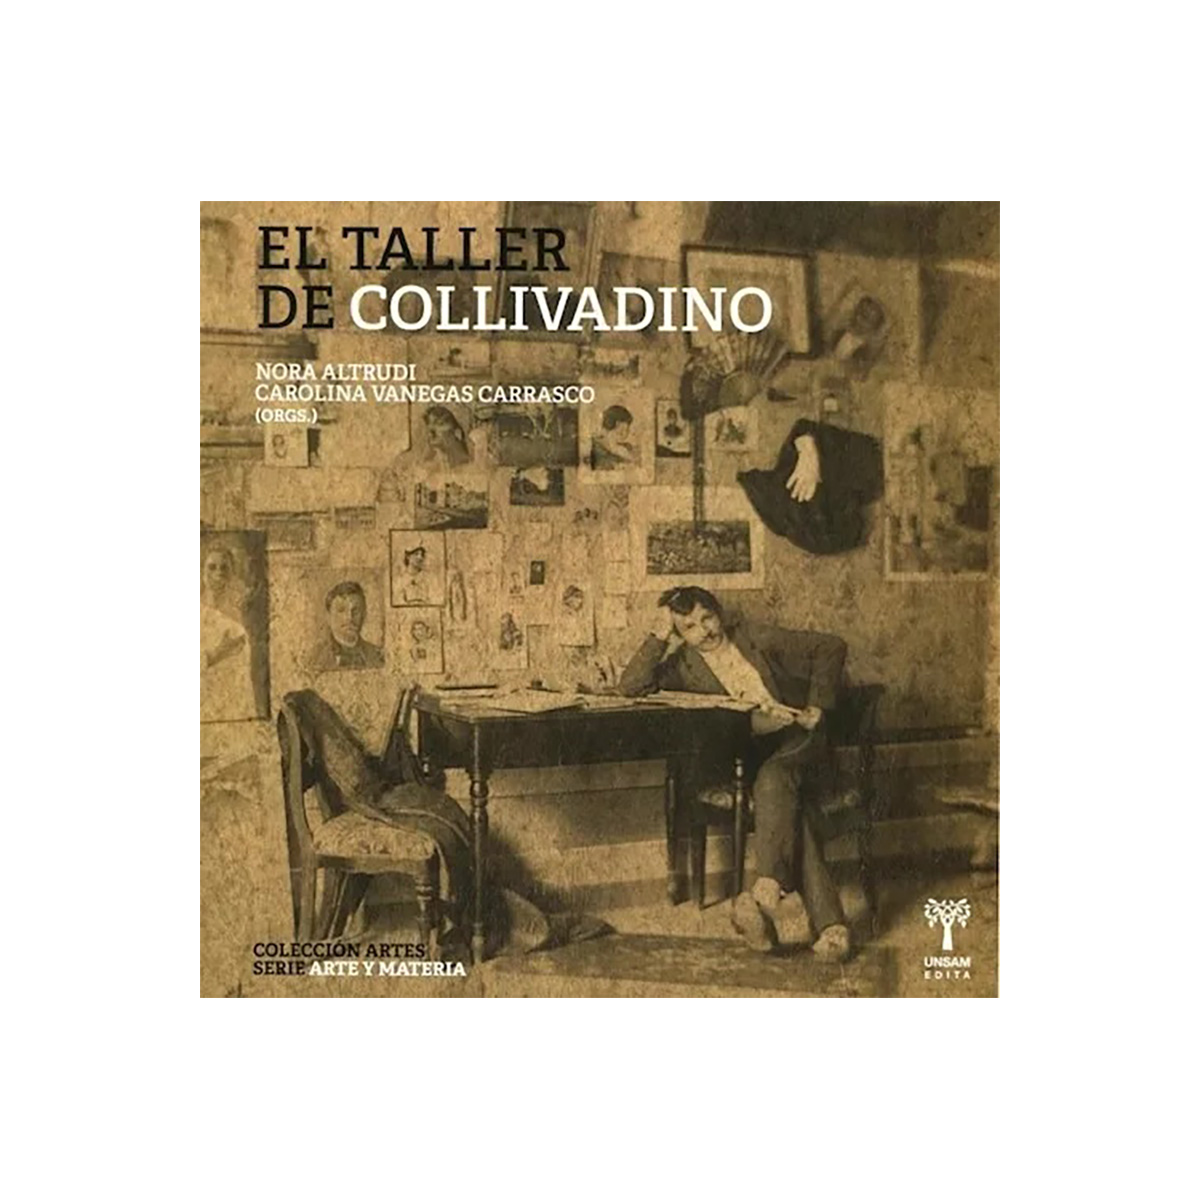 EL TALLER
DE COLLIVADINO
NORA ALTRUDI
CAROLINA VANEGAS CARRASCO
(ORGS.)
COLECCIÓN ARTES
SERIE ARTE Y MATERIA
UNSAM
EDITA